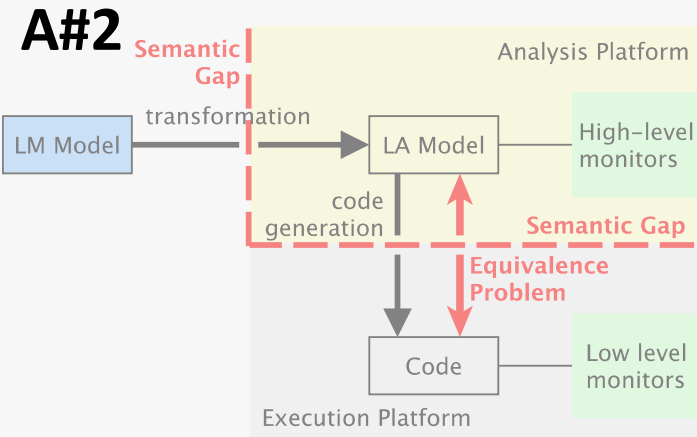 A#2
Semantic
Gap
Analysis Platform
transformation
LM Model
LA Model
High-level
monitors
code
generation
Semantic Gap
Equivalence
Problem
Code
Low level
monitors
Execution Platform